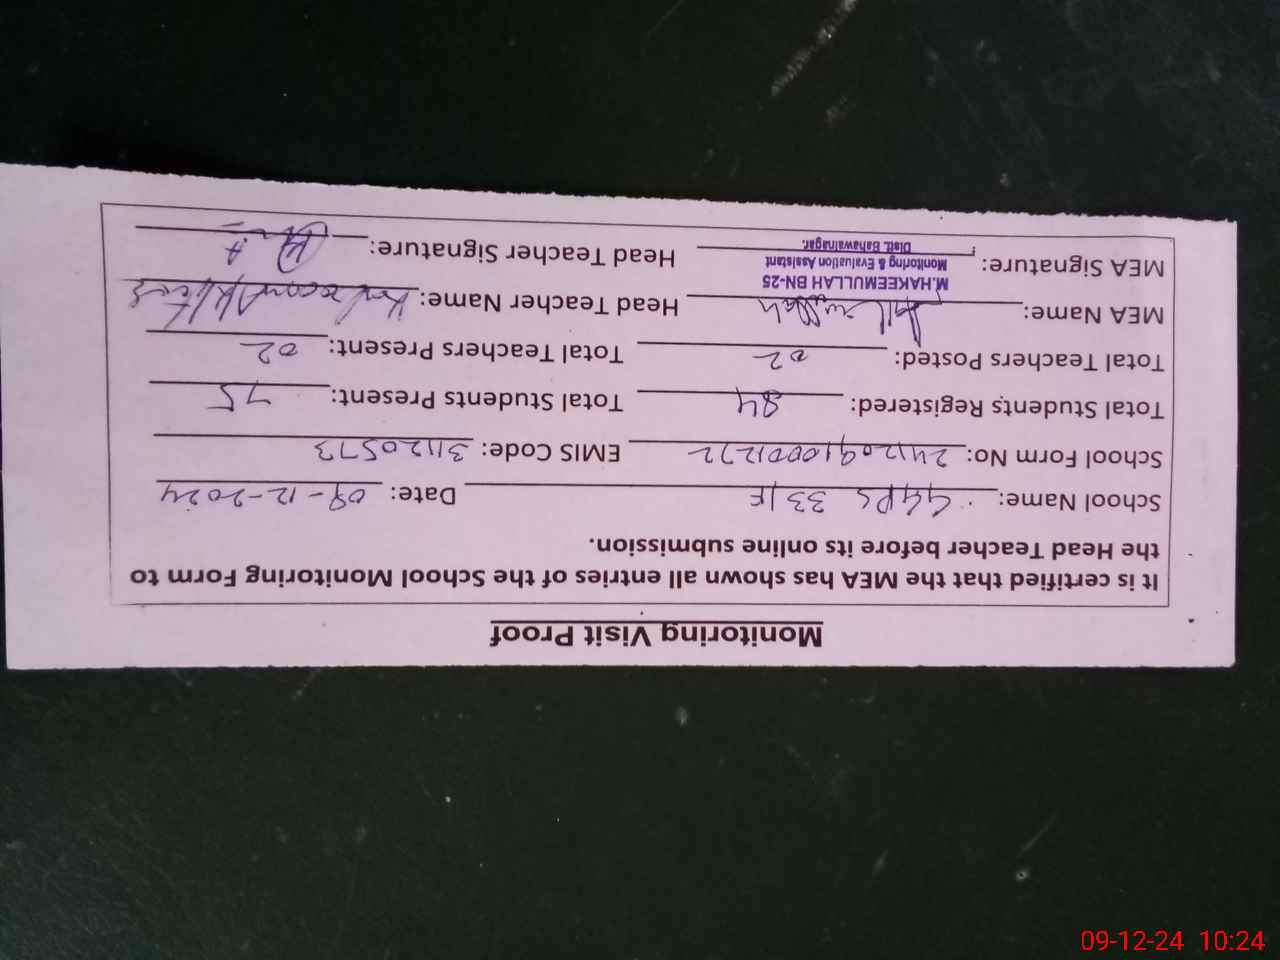 Monitoring Visit Proof
It is certified that the MEA has shown all entries of the School Monitoring Form to
the Head Teacher before its online submission.
School Name: GGPS 33/F Date: 09-12-2024
School Form No: 24120910001272 EMIS Code: 31120573
Total Students Registered: 84 Total Students Present: 75
Total Teachers Posted: 02 Total Teachers Present: 02
MEA Name: Head Teacher Name:
M.HAKEEMULLAH BN-25
Monitoring & Evaluation Assistant
MEA Signature: Head Teacher Signature:
Distt. Bahawalnagar.
09-12-24 10:24